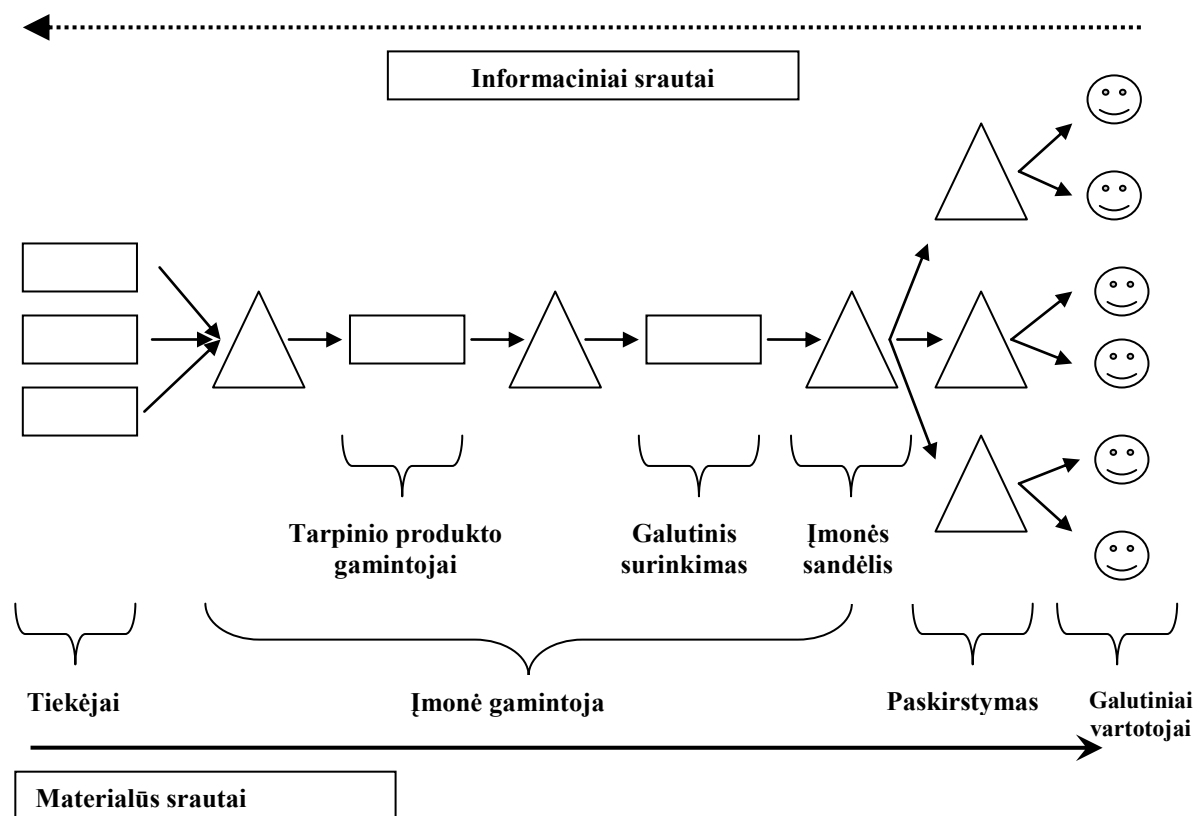 Informaciniai srautai
Tarpinio produkto
gamintojai
Galutinis
surinkimas
Įmonės
sandėlis
Tiekėjai
Įmonė gamintoja
Paskirstymas
Galutiniai
vartotojai
Materialūs srautai